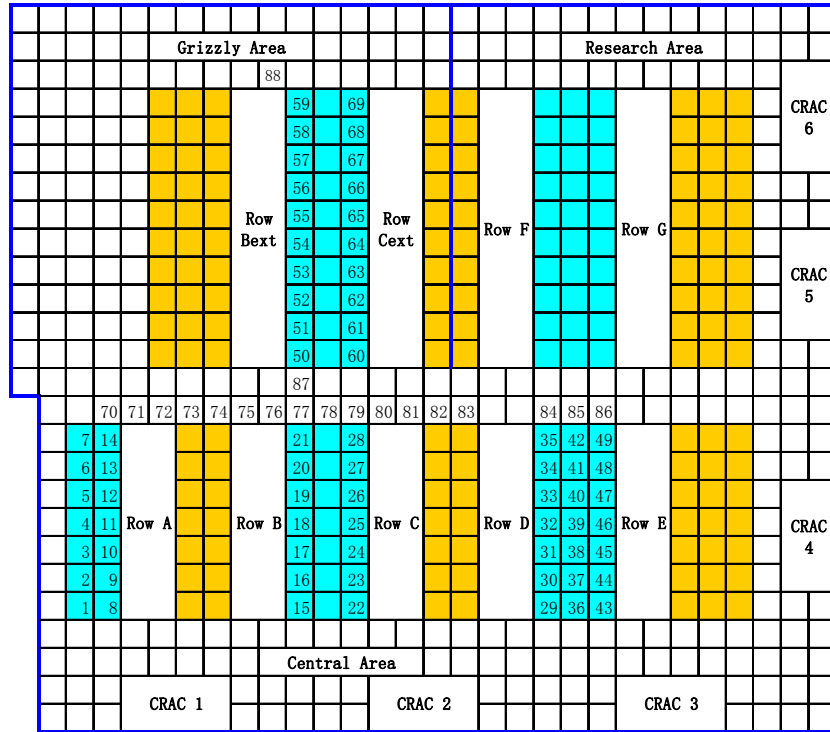 Grizzly Area Research Area
88
59 69 CRAC
58 68 6
57 67
56 66
55 65
Row Row Row F Row G
Bext Cext
54 64
53 63 CRAC
52 62 5
51 61
50 60
87
70 71 72 73 74 75 76 77 78 79 80 81 82 83 84 85 86
7 14 21 28 35 42 49
6 13 20 27 34 41 48
5 12 19 26 33 40 47
4 11 Row A Row B 18 25 Row C Row D 32 39 46 Row E CRAC
4
3 10 17 24 31 38 45
2 9 16 23 30 37 44
1 8 15 22 29 36 43
Central Area
CRAC 1 CRAC 2 CRAC 3